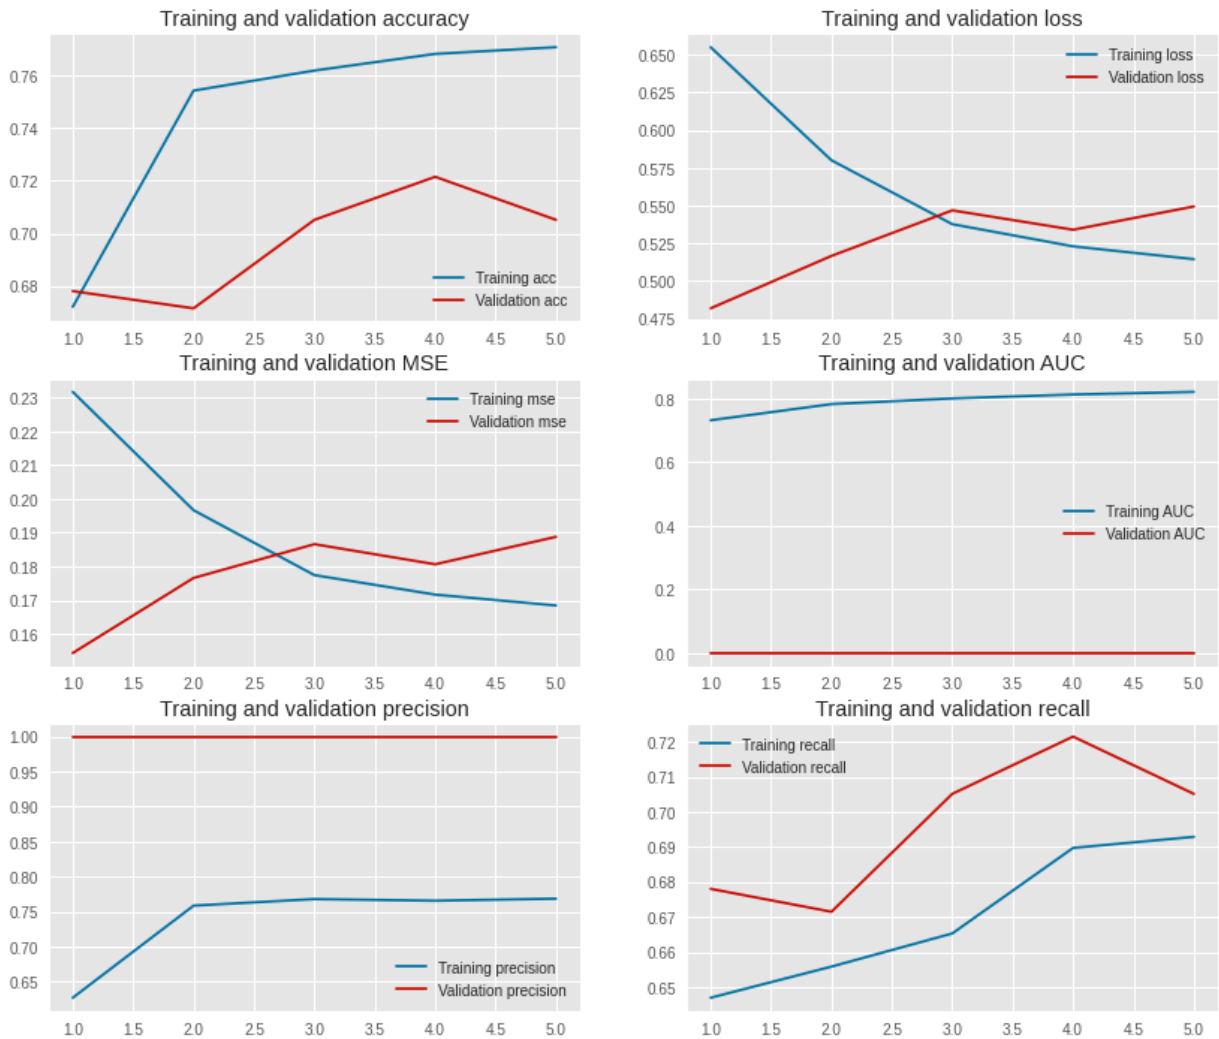 Training and validation accuracy
0.76
0.74
0.72
0.70
0.68
Training acc
Validation acc
1.0 1.5 2.0 2.5 3.0 3.5 4.0 4.5 5.0
Training and validation loss
0.650
0.625
0.600
0.575
0.550
0.525
0.500
0.475
Training loss
Validation loss
1.0 1.5 2.0 2.5 3.0 3.5 4.0 4.5 5.0
Training and validation MSE
0.23
0.22
0.21
0.20
0.19
0.18
0.17
0.16
Training mse
Validation mse
1.0 1.5 2.0 2.5 3.0 3.5 4.0 4.5 5.0
Training and validation AUC
0.8
0.6
0.4
0.2
0.0
Training AUC
Validation AUC
1.0 1.5 2.0 2.5 3.0 3.5 4.0 4.5 5.0
Training and validation precision
1.00
0.95
0.90
0.85
0.80
0.75
0.70
0.65
Training precision
Validation precision
1.0 1.5 2.0 2.5 3.0 3.5 4.0 4.5 5.0
Training and validation recall
0.72
0.71
0.70
0.69
0.68
0.67
0.66
0.65
Training recall
Validation recall
1.0 1.5 2.0 2.5 3.0 3.5 4.0 4.5 5.0